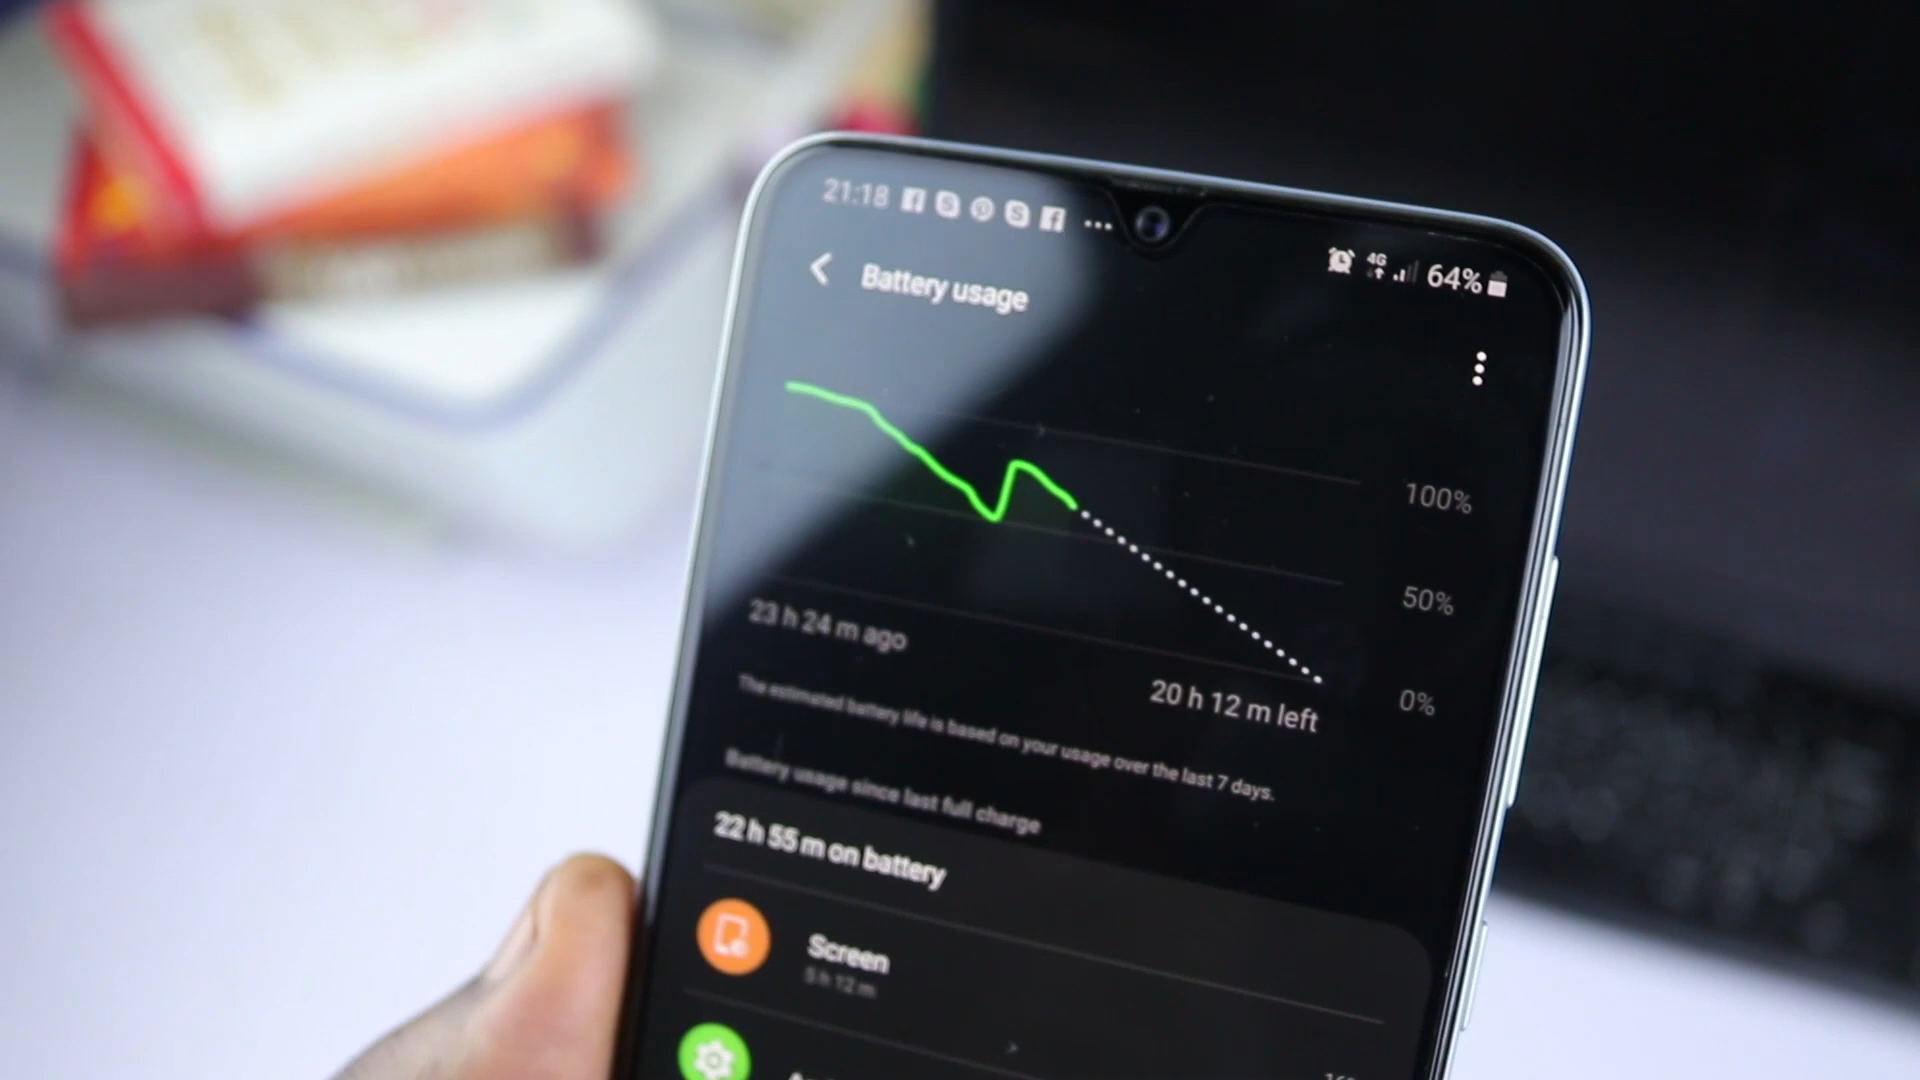 21:18
4G 64%
Battery usage
100%
50%
0%
23 h 24 m ago
20 h 12 m left
The estimated battery life is based on your usage over the last 7 days.
Battery usage since last full charge
22 h 55 m on battery
Screen
5 h 12 m